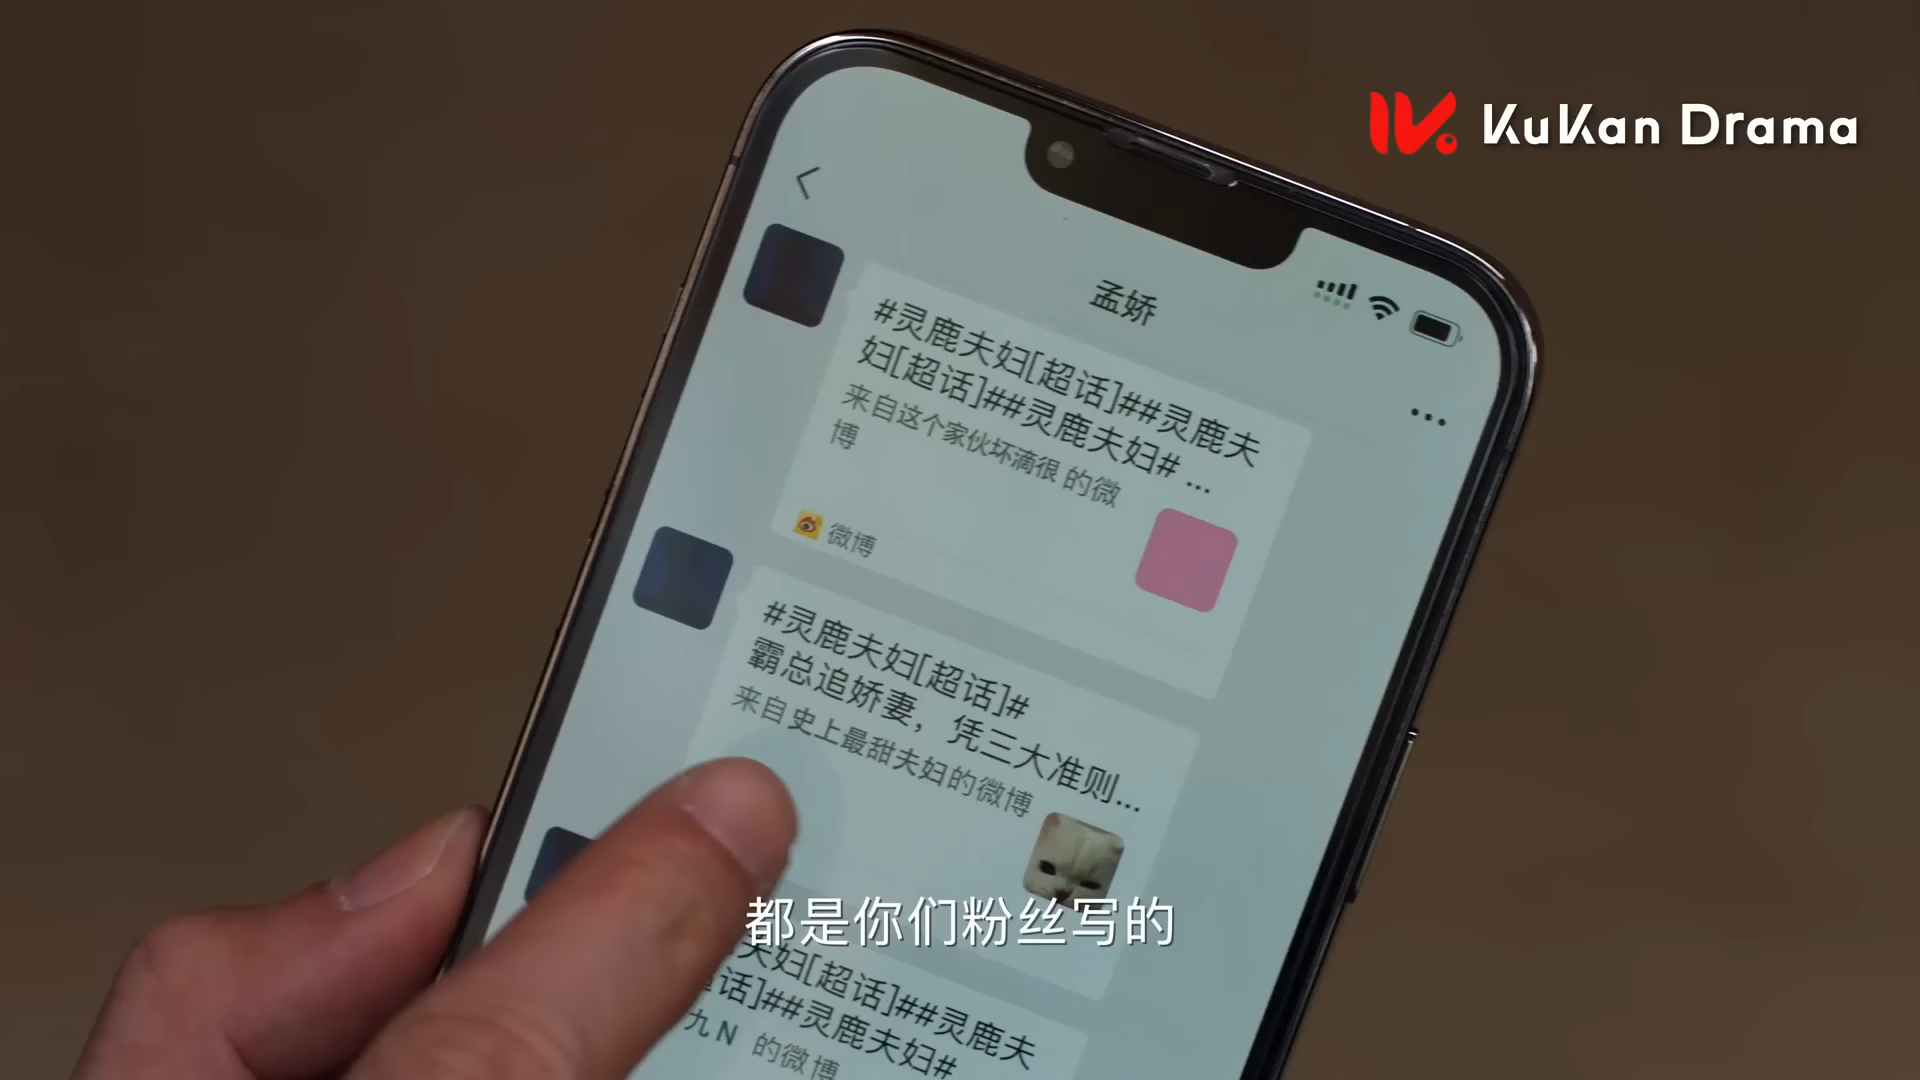 KuKan Drama
孟娇
#灵鹿夫妇[超话]##灵鹿夫
妇[超话]##灵鹿夫妇# ...
来自这个家伙坏滴很 的微
博
微博
#灵鹿夫妇[超话]#
霸总追娇妻，凭三大准则...
来自史上最甜夫妇的微博
都是你们粉丝写的
夫妇[超话]##灵鹿夫
话]##灵鹿夫妇#
九N 的微博